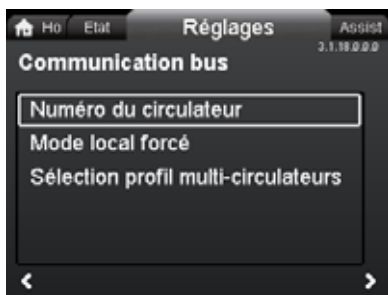 Ho Etat Réglages Assist
3.1.18.0.0.0
Communication bus
Numéro du circulateur
Mode local forcé
Sélection profil multi-circulateurs